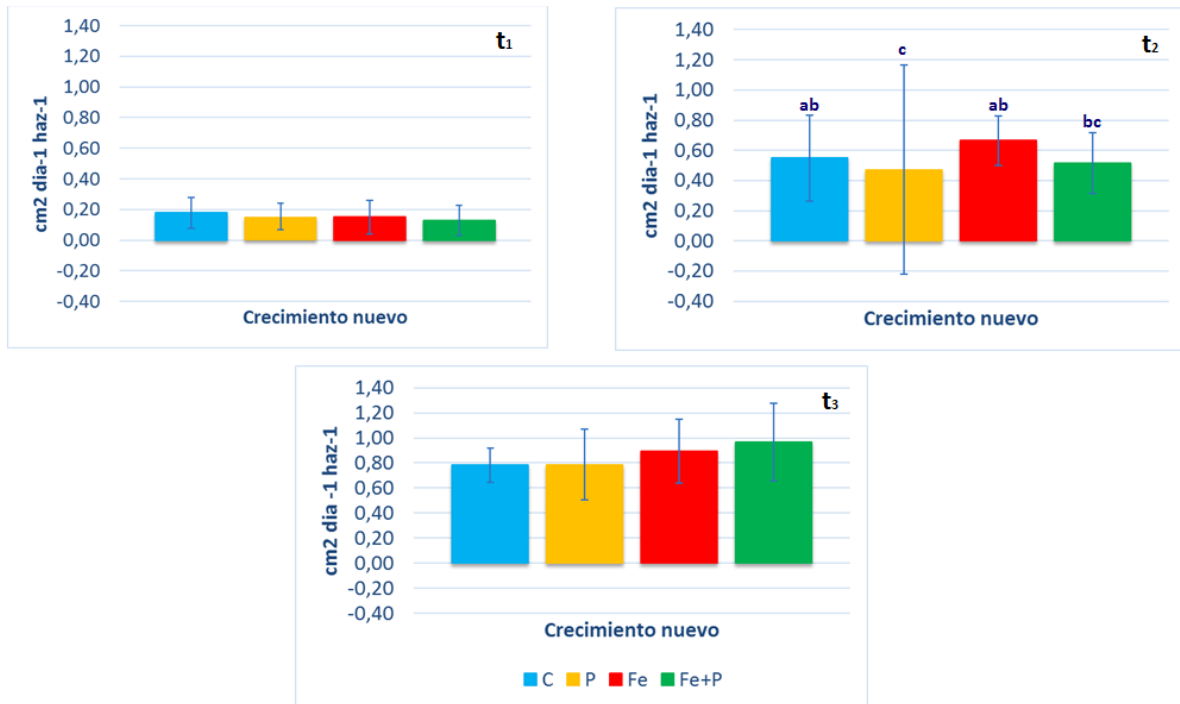 t1
cm2 dia-1 haz-1
1,40
1,20
1,00
0,80
0,60
0,40
0,20
0,00
-0,20
-0,40
Crecimiento nuevo
t2
cm2 dia-1 haz-1
1,40
1,20
1,00
0,80
0,60
0,40
0,20
0,00
-0,20
-0,40
ab
c
ab
bc
Crecimiento nuevo
t3
cm2 dia -1 haz-1
1,40
1,20
1,00
0,80
0,60
0,40
0,20
0,00
-0,20
-0,40
Crecimiento nuevo
C P Fe Fe+P